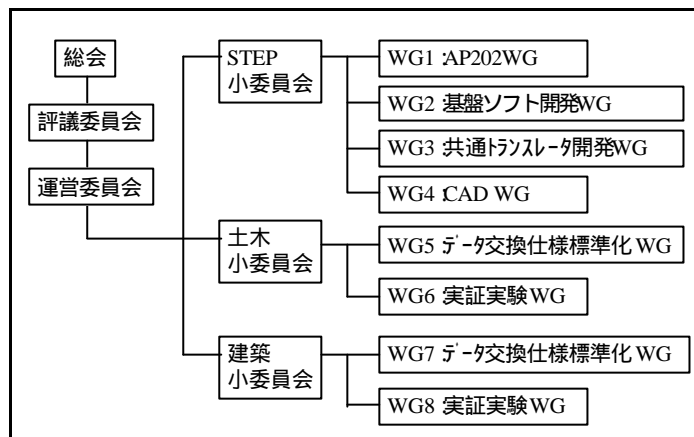 総会
評議委員会
運営委員会
STEP
小委員会
WG1:AP202WG
WG2:基盤ソフト開発WG
WG3:共通トランスレータ開発WG
WG4:CAD WG
土木
小委員会
WG5:データ交換仕様標準化WG
WG6:実証実験WG
建築
小委員会
WG7:データ交換仕様標準化WG
WG8:実証実験WG